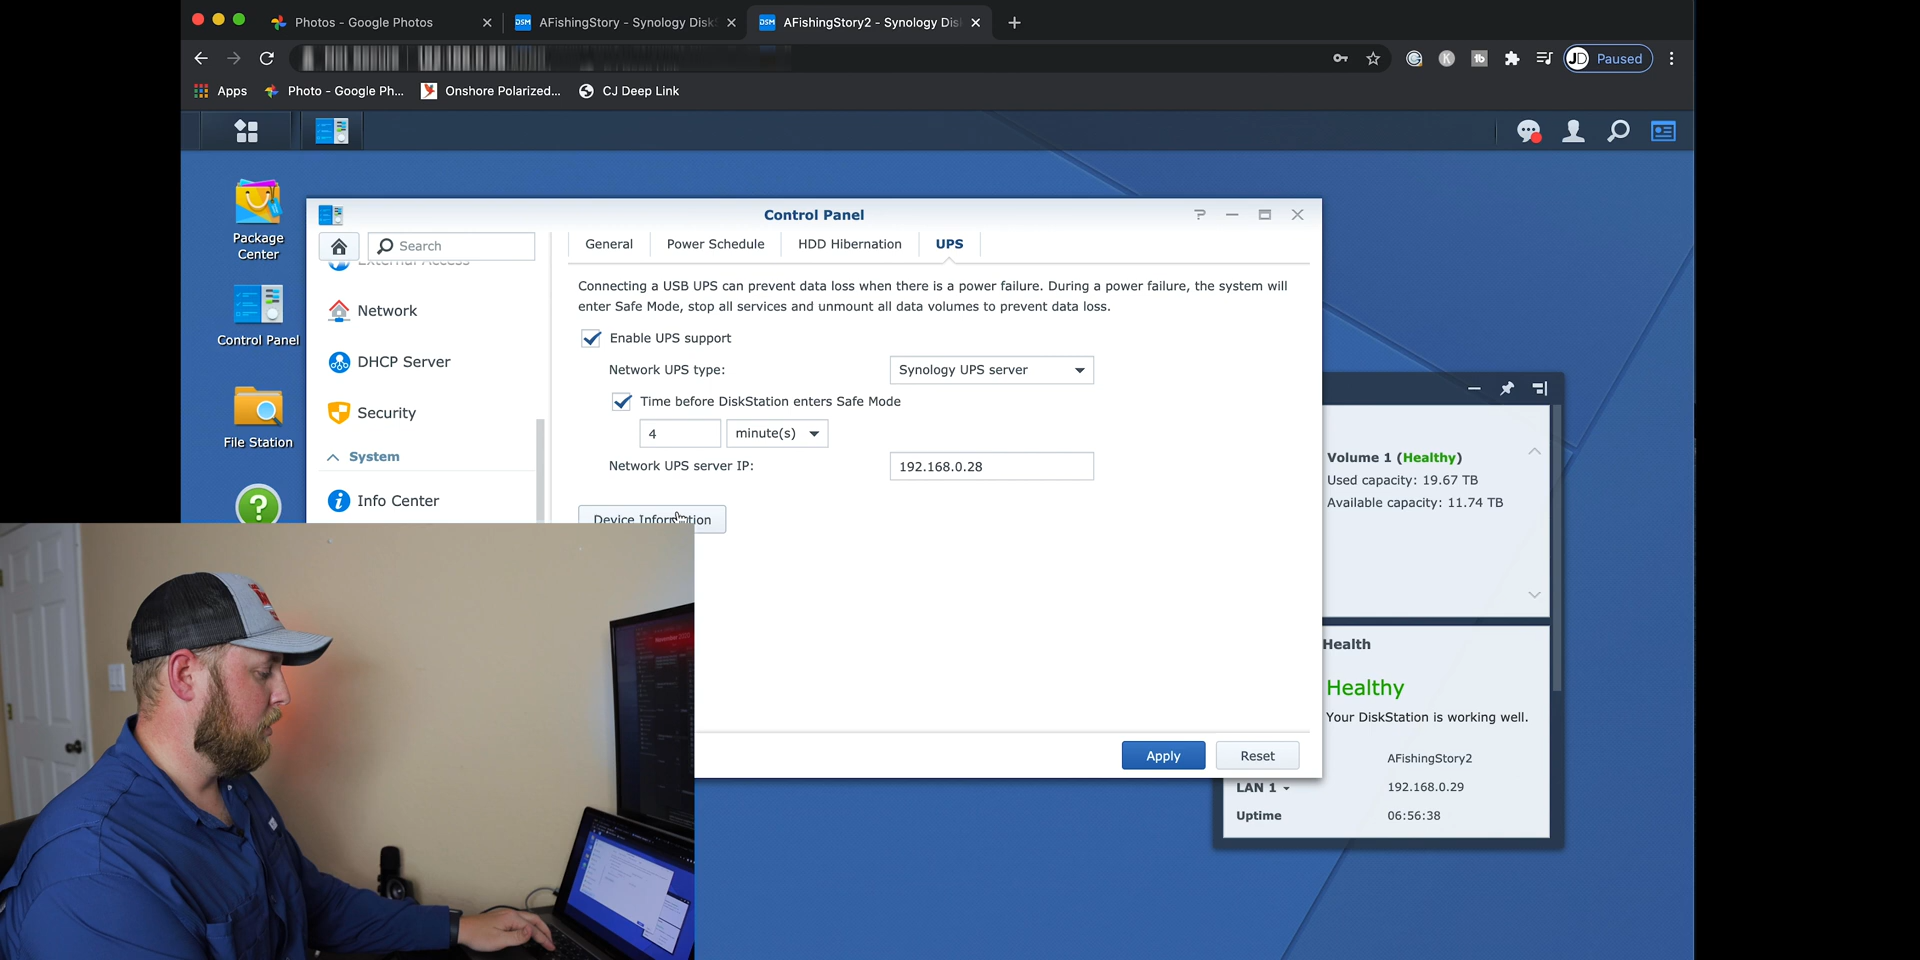 Photos - Google Photos
AFishingStory - Synology Disk
AFishingStory2 - Synology Di
Paused
Apps
Photo - Google Ph...
Onshore Polarized...
CJ Deep Link
Package
Center
Control Panel
File Station
Control Panel
Search
External Access
Network
DHCP Server
Security
System
Info Center
General
Power Schedule
HDD Hibernation
UPS
Connecting a USB UPS can prevent data loss when there is a power failure. During a power failure, the system will
enter Safe Mode, stop all services and unmount all data volumes to prevent data loss.
Enable UPS support
Network UPS type:
Synology UPS server
Time before DiskStation enters Safe Mode
4
minute(s)
Network UPS server IP:
192.168.0.28
Device Information
Apply
Reset
Volume 1 (Healthy)
Used capacity: 19.67 TB
Available capacity: 11.74 TB
Health
Healthy
Your DiskStation is working well.
AFishingStory2
LAN 1
192.168.0.29
Uptime
06:56:38